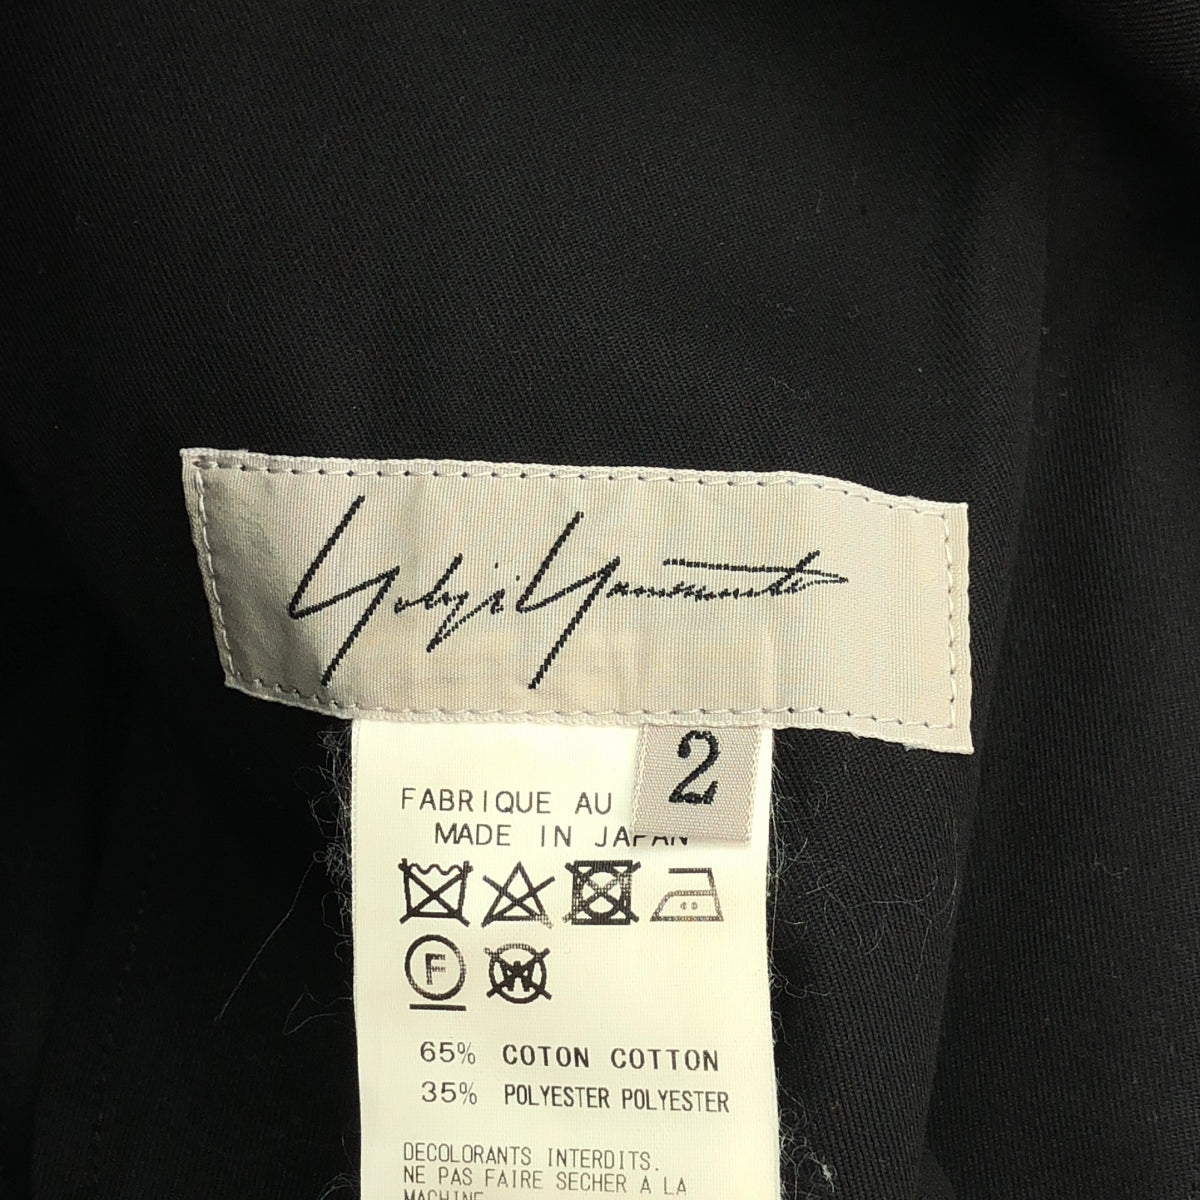 Yohji Yamamoto
2
FABRIQUE AU
MADE IN JAPAN
F
W
65% COTON COTTON
35% POLYESTER POLYESTER
DECOLORANTS INTERDITS.
NE PAS FAIRE SECHER A LA
MACHINE